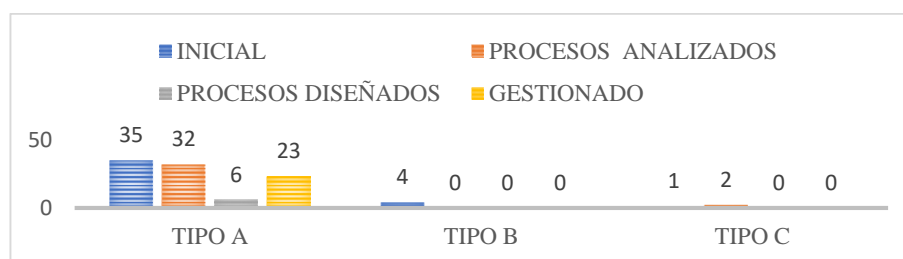 INICIAL PROCESOS ANALIZADOS
PROCESOS DISEÑADOS GESTIONADO
50
35 32 6 23 4 0 0 0 1 2 0 0
0
TIPO A TIPO B TIPO C